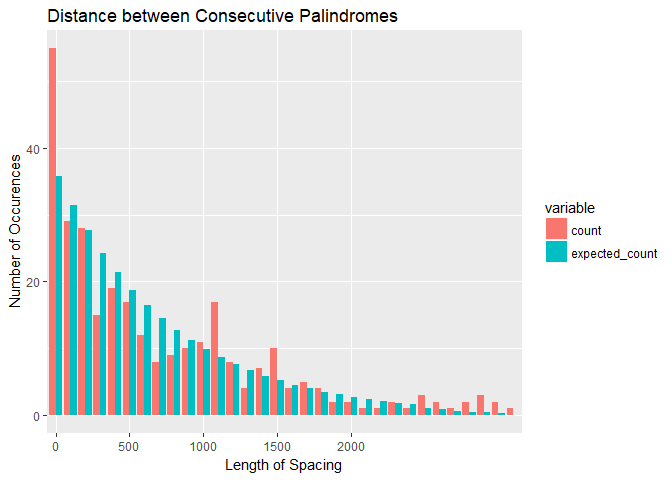 Distance between Consecutive Palindromes
Number of Occurences
40
20
0
0 500 1000 1500 2000
Length of Spacing
variable
count
expected_count